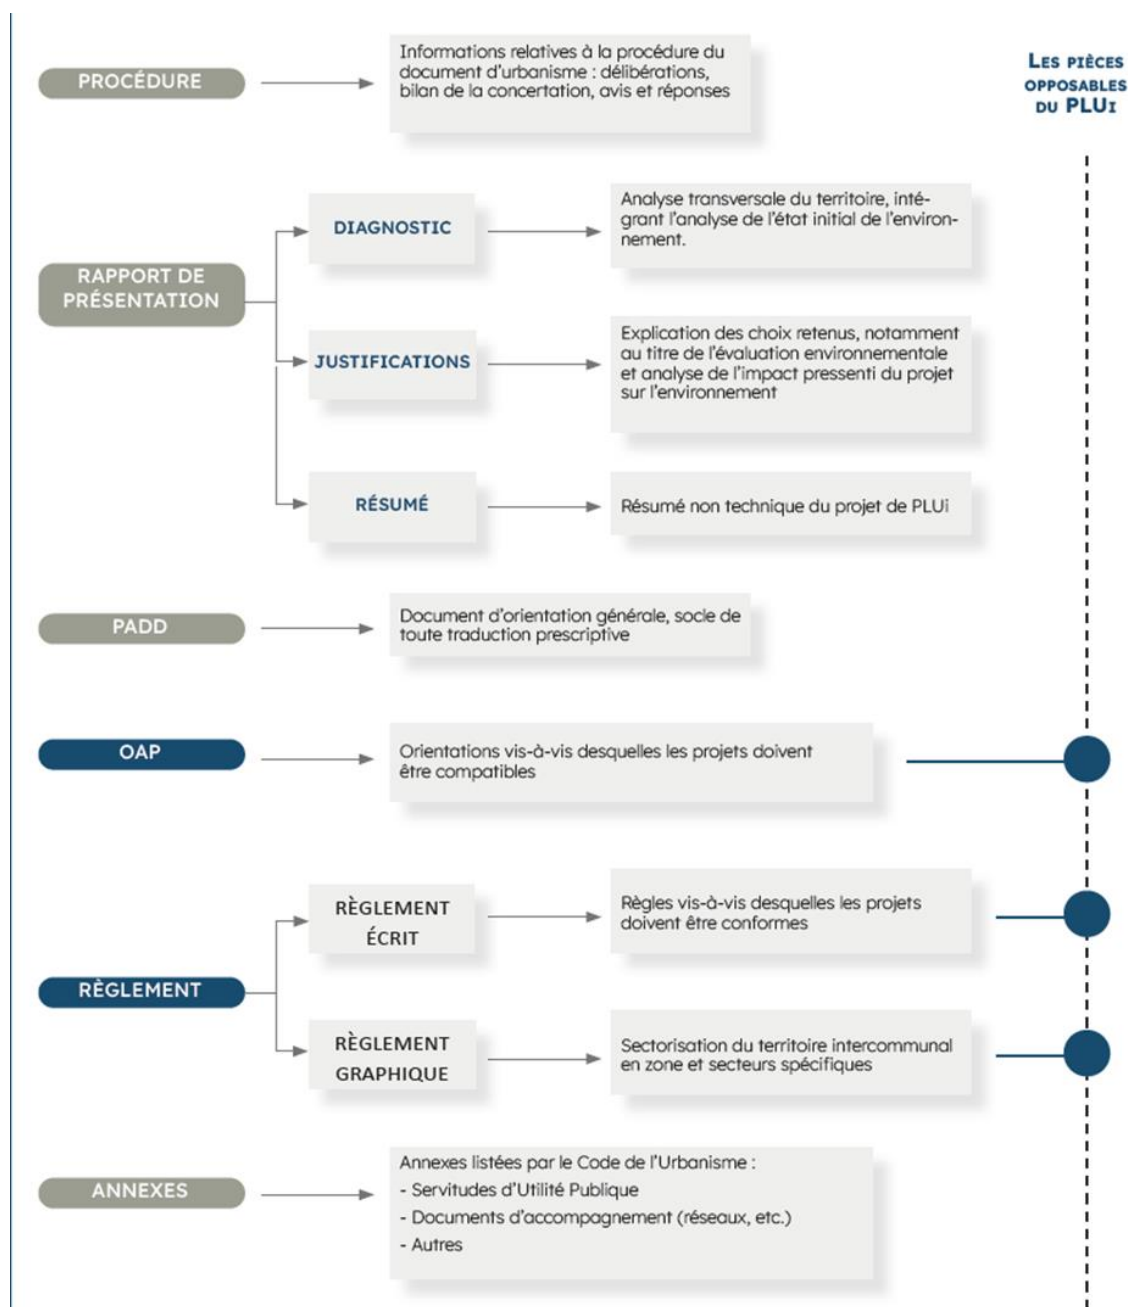 PROCÉDURE
Informations relatives à la procédure du
document d'urbanisme : délibérations,
bilan de la concertation, avis et réponses
LES PIÈCES
OPPOSABLES
DU PLUI
RAPPORT DE
PRÉSENTATION
DIAGNOSTIC
Analyse transversale du territoire, inté-
grant l'analyse de l'état initial de l'environ-
nement.
JUSTIFICATIONS
Explication des choix retenus, notamment
au titre de l'évaluation environnementale
et analyse de l'impact pressenti du projet
sur l'environnement
RÉSUMÉ
Résumé non technique du projet de PLUi
PADD
Document d'orientation générale, socle de
toute traduction prescriptive
OAP
Orientations vis-à-vis desquelles les projets doivent
être compatibles
RÈGLEMENT
RÈGLEMENT
ÉCRIT
Règles vis-à-vis desquelles les projets
doivent être conformes
RÈGLEMENT
GRAPHIQUE
Sectorisation du territoire intercommunal
en zone et secteurs spécifiques
ANNEXES
Annexes listées par le Code de l'Urbanisme :
- Servitudes d'Utilité Publique
- Documents d'accompagnement (réseaux, etc.)
- Autres